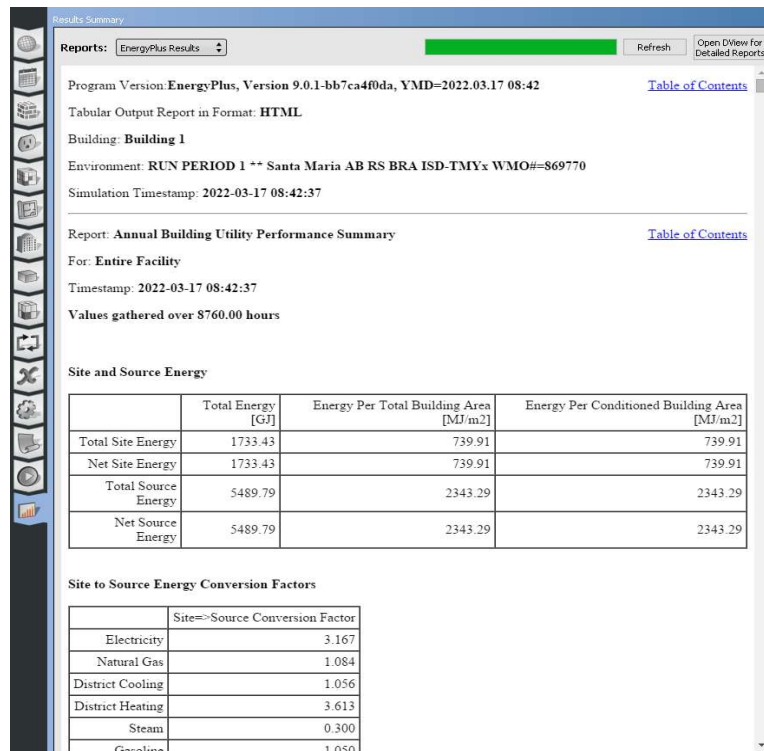 Results Summary
Reports: EnergyPlus Results Refresh Open DView for
Detailed Reports
Program Version:EnergyPlus, Version 9.0.1-bb7ca4f0da, YMD=2022.03.17 08:42 Table of Contents
Tabular Output Report in Format: HTML
Building: Building 1
Environment: RUN PERIOD 1 ** Santa Maria AB RS BRA ISD-TMYx WMO#=869770
Simulation Timestamp: 2022-03-17 08:42:37
Report: Annual Building Utility Performance Summary Table of Contents
For: Entire Facility
Timestamp: 2022-03-17 08:42:37
Values gathered over 8760.00 hours
Site and Source Energy
Total Energy Energy Per Total Building Area Energy Per Conditioned Building Area
[GJ] [MJ/m2] [MJ/m2]
Total Site Energy 1733.43 739.91 739.91
Net Site Energy 1733.43 739.91 739.91
Total Source
Energy 5489.79 2343.29 2343.29
Net Source
Energy 5489.79 2343.29 2343.29
Site to Source Energy Conversion Factors
Site=>Source Conversion Factor
Electricity 3.167
Natural Gas 1.084
District Cooling 1.056
District Heating 3.613
Steam 0.300
Gasoline 1.050